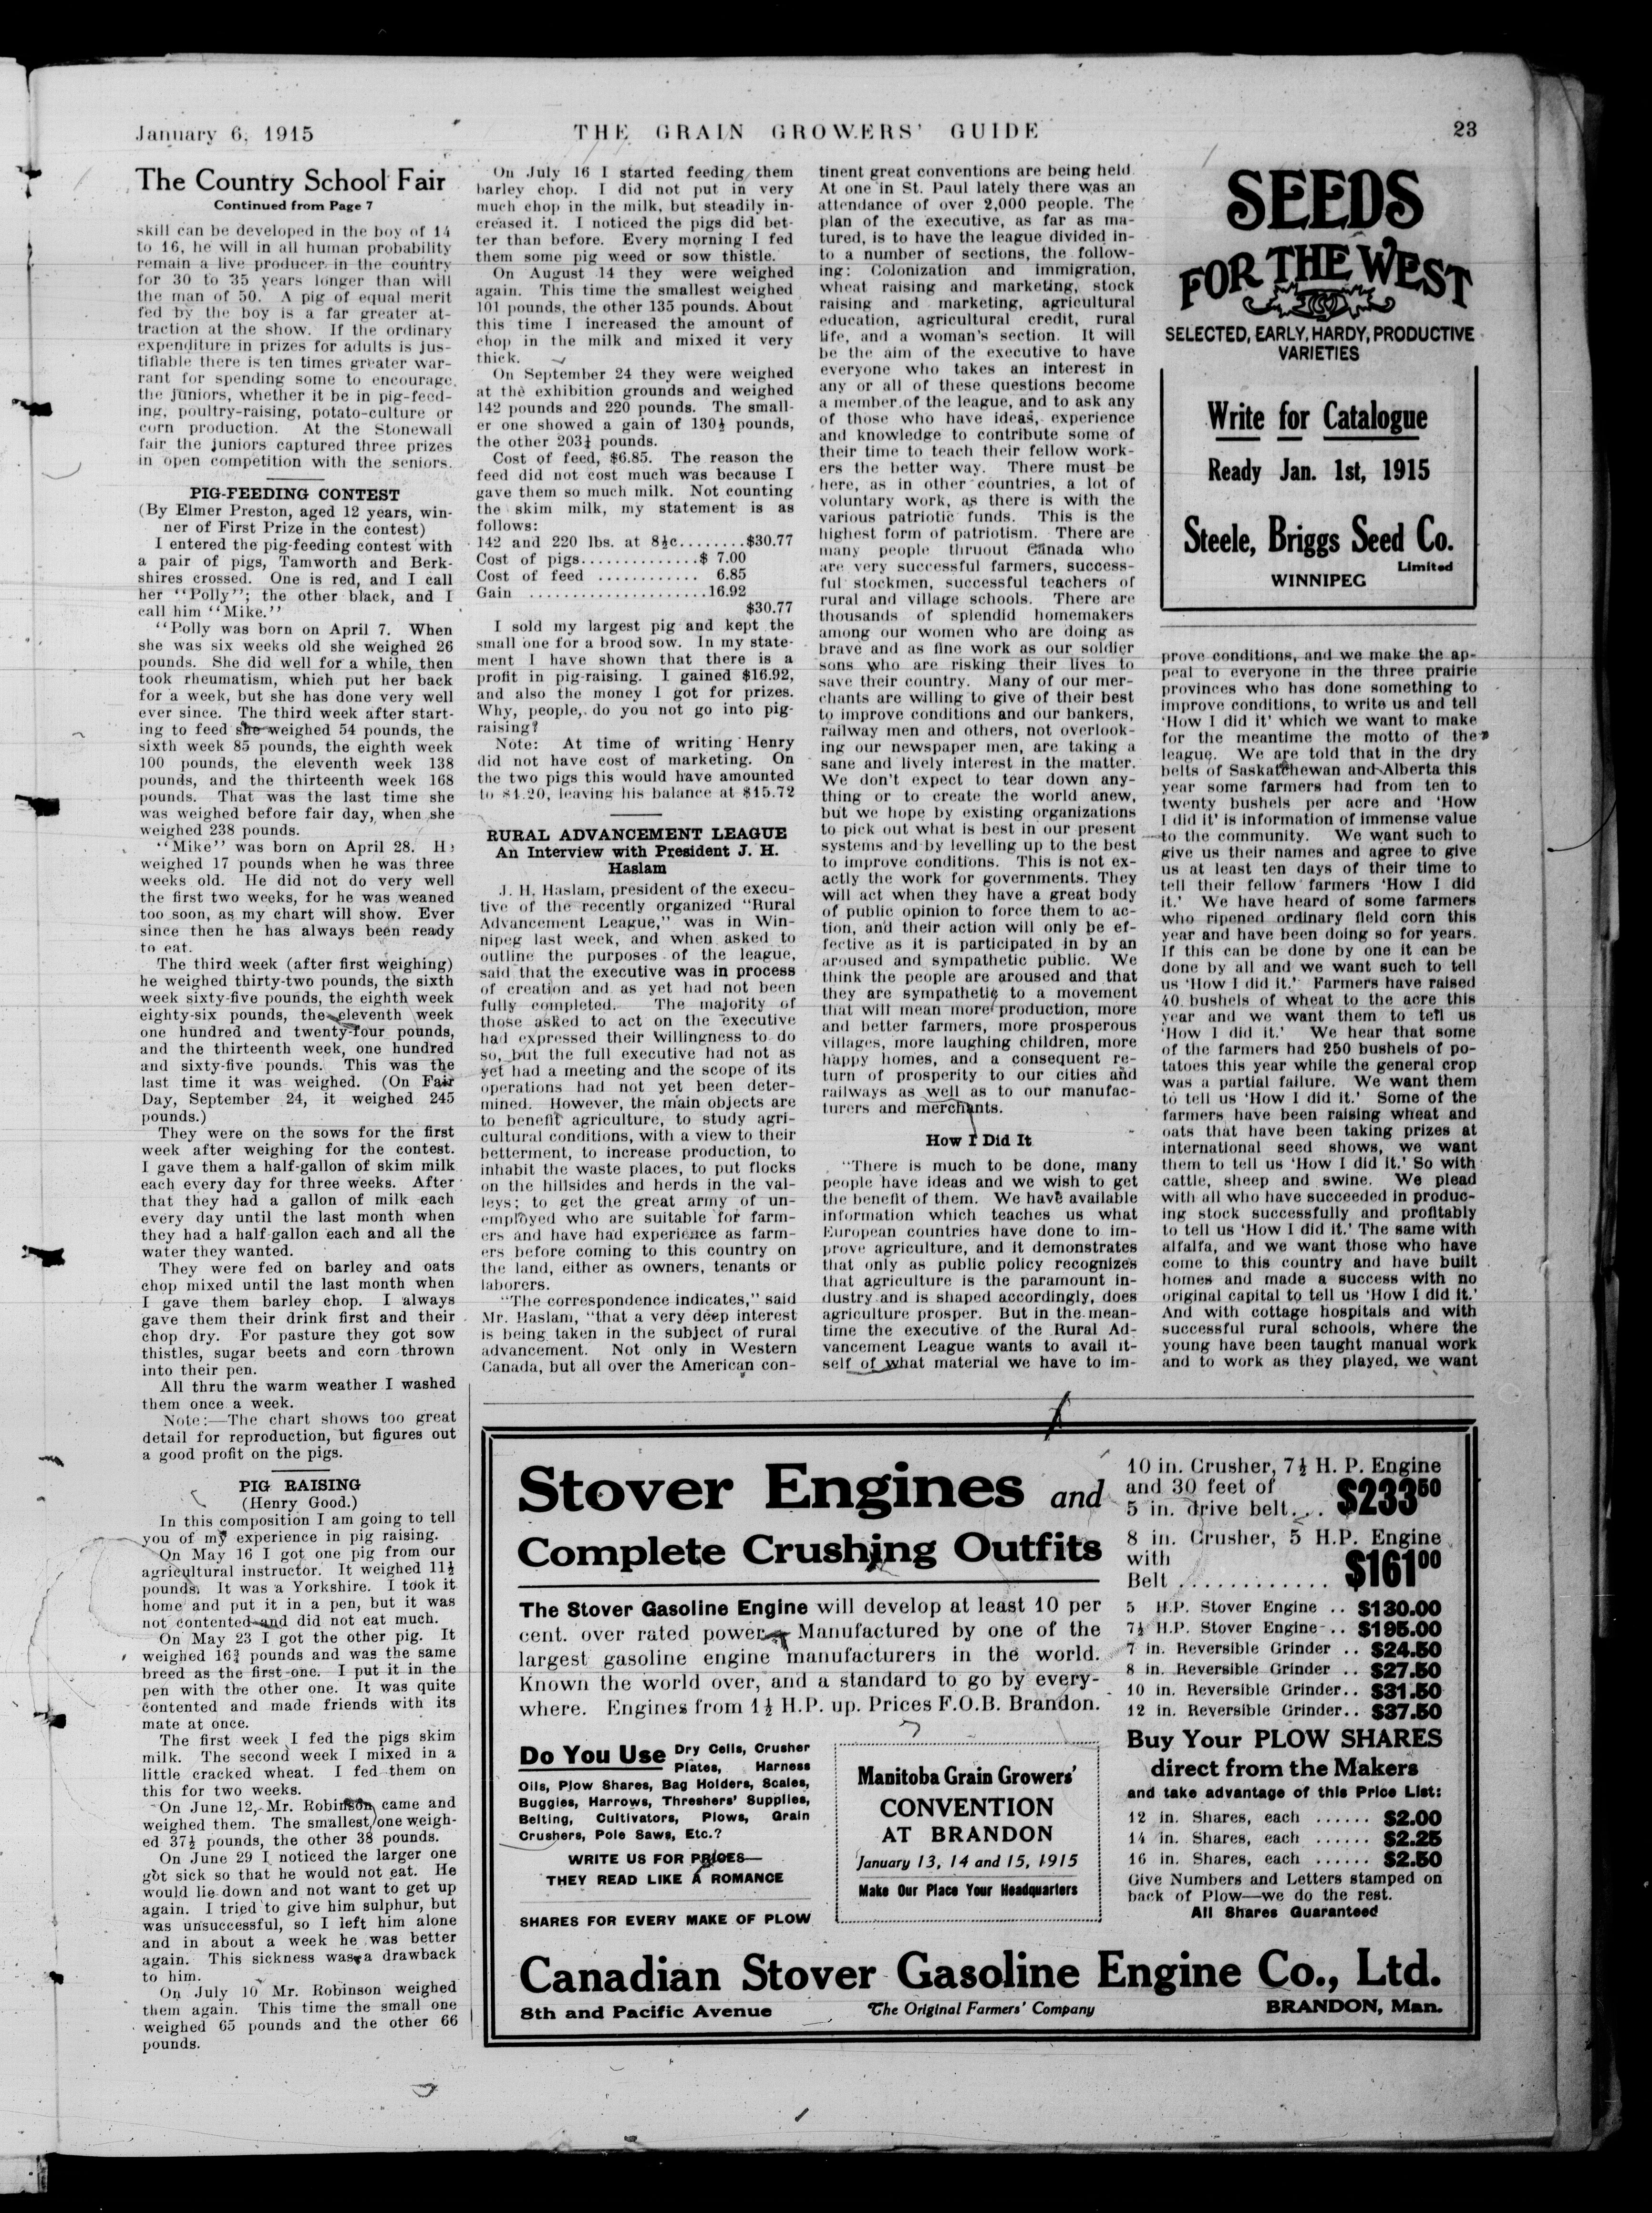 January 6, 1915
THE GRAIN GROWERS' GUIDE
23
The Country School Fair
Continued from Page 7
skill can be developed in the boy of 14
to 16, he will in all human probability
remain a live producer in the country
for 30 to 35 years longer than will
the man of 50. A pig of equal merit
fed by the boy is a far greater at-
traction at the show. If the ordinary
expenditure in prizes for adults is jus-
tifiable there is ten times greater war-
rant for spending some to encourage
the juniors, whether it be in pig-feed-
ing, poultry-raising, potato-culture or
corn production. At the Stonewall
fair the juniors captured three prizes
in open competition with the seniors.
PIG-FEEDING CONTEST
(By Elmer Preston, aged 12 years, win-
ner of First Prize in the contest)
I entered the pig-feeding contest with
a pair of pigs, Tamworth and Berk-
shires crossed. One is red, and I call
her "Polly"; the other black, and I
call him "Mike."
"Polly was born on April 7. When
she was six weeks old she weighed 26
pounds. She did well for a while, then
took rheumatism, which put her back
for a week, but she has done very well
ever since. The third week after start-
ing to feed she weighed 54 pounds, the
sixth week 85 pounds, the eighth week
100 pounds, the eleventh week 138
pounds, and the thirteenth week 168
pounds. That was the last time she
was weighed before fair day, when she
weighed 238 pounds.
"Mike" was born on April 28. He
weighed 17 pounds when he was three
weeks old. He did not do very well
the first two weeks, for he was weaned
too soon, as my chart will show. Ever
since then he has always been ready
to eat.
The third week (after first weighing)
he weighed thirty-two pounds, the sixth
week sixty-five pounds, the eighth week
eighty-six pounds, the eleventh week
one hundred and twenty-four pounds,
and the thirteenth week, one hundred
and sixty-five pounds. This was the
last time it was weighed. (On Fair
Day, September 24, it weighed 245
pounds.)
They were on the sows for the first
week after weighing for the contest.
I gave them a half-gallon of skim milk
each every day for three weeks. After
that they had a gallon of milk each
every day until the last month when
they had a half-gallon each and all the
water they wanted.
They were fed on barley and oats
chop mixed until the last month when
I gave them barley chop. I always
gave them their drink first and their
chop dry. For pasture they got sow
thistles, sugar beets and corn thrown
into their pen.
All thru the warm weather I washed
them once a week.
Note:—The chart shows too great
detail for reproduction, but figures out
a good profit on the pigs.
PIG RAISING
(Henry Good.)
In this composition I am going to tell
you of my experience in pig raising.
On May 16 I got one pig from our
agricultural instructor. It weighed 11½
pounds. It was a Yorkshire. I took it
home and put it in a pen, but it was
not contented and did not eat much.
On May 23 I got the other pig. It
weighed 16¾ pounds and was the same
breed as the first one. I put it in the
pen with the other one. It was quite
contented and made friends with its
mate at once.
The first week I fed the pigs skim
milk. The second week I mixed in a
little cracked wheat. I fed them on
this for two weeks.
On June 12, Mr. Robinson came and
weighed them. The smallest one weigh-
ed 37½ pounds, the other 38 pounds.
On June 29 I noticed the larger one
got sick so that he would not eat. He
would lie down and not want to get up
again. I tried to give him sulphur, but
was unsuccessful, so I left him alone
and in about a week he was better
again. This sickness was a drawback
to him.
On July 10 Mr. Robinson weighed
them again. This time the small one
weighed 65 pounds and the other 66
pounds.
On July 16 I started feeding them
barley chop. I did not put in very
much chop in the milk, but steadily in-
creased it. I noticed the pigs did bet-
ter than before. Every morning I fed
them some pig weed or sow thistle.
On August 14 they were weighed
again. This time the smallest weighed
101 pounds, the other 135 pounds. About
this time I increased the amount of
chop in the milk and mixed it very
thick.
On September 24 they were weighed
at the exhibition grounds and weighed
142 pounds and 220 pounds. The small-
er one showed a gain of 130½ pounds,
the other 203¼ pounds.
Cost of feed, $6.85. The reason the
feed did not cost much was because I
gave them so much milk. Not counting
the skim milk, my statement is as
follows:
142 and 220 lbs. at 8½c........$30.77
Cost of pigs..............$ 7.00
Cost of feed ............ 6.85
Gain .....................16.92
$30.77
I sold my largest pig and kept the
small one for a brood sow. In my state-
ment I have shown that there is a
profit in pig-raising. I gained $16.92,
and also the money I got for prizes.
Why, people, do you not go into pig-
raising?
Note: At time of writing Henry
did not have cost of marketing. On
the two pigs this would have amounted
to $1.20, leaving his balance at $15.72
RURAL ADVANCEMENT LEAGUE
An Interview with President J. H.
Haslam
J. H. Haslam, president of the execu-
tive of the recently organized "Rural
Advancement League," was in Win-
nipeg last week, and when asked to
outline the purposes of the league,
said that the executive was in process
of creation and as yet had not been
fully completed. The majority of
those asked to act on the executive
had expressed their willingness to do
so, but the full executive had not as
yet had a meeting and the scope of its
operations had not yet been deter-
mined. However, the main objects are
to benefit agriculture, to study agri-
cultural conditions, with a view to their
betterment, to increase production, to
inhabit the waste places, to put flocks
on the hillsides and herds in the val-
leys; to get the great army of un-
employed who are suitable for farm-
ers and have had experience as farm-
ers before coming to this country on
the land, either as owners, tenants or
laborers.
"The correspondence indicates," said
Mr. Haslam, "that a very deep interest
is being taken in the subject of rural
advancement. Not only in Western
Canada, but all over the American con-
tinent great conventions are being held.
At one in St. Paul lately there was an
attendance of over 2,000 people. The
plan of the executive, as far as ma-
tured, is to have the league divided in-
to a number of sections, the follow-
ing: Colonization and immigration,
wheat raising and marketing, stock
raising and marketing, agricultural
education, agricultural credit, rural
life, and a woman's section. It will
be the aim of the executive to have
everyone who takes an interest in
any or all of these questions become
a member of the league, and to ask any
of those who have ideas, experience
and knowledge to contribute some of
their time to teach their fellow work-
ers the better way. There must be
here, as in other countries, a lot of
voluntary work, as there is with the
various patriotic funds. This is the
highest form of patriotism. There are
many people thruout Canada who
are very successful farmers, success-
ful stockmen, successful teachers of
rural and village schools. There are
thousands of splendid homemakers
among our women who are doing as
brave and as fine work as our soldier
sons who are risking their lives to
save their country. Many of our mer-
chants are willing to give of their best
to improve conditions and our bankers,
railway men and others, not overlook-
ing our newspaper men, are taking a
sane and lively interest in the matter.
We don't expect to tear down any-
thing or to create the world anew,
but we hope by existing organizations
to pick out what is best in our present
systems and by levelling up to the best
to improve conditions. This is not ex-
actly the work for governments. They
will act when they have a great body
of public opinion to force them to ac-
tion, and their action will only be ef-
fective as it is participated in by an
aroused and sympathetic public. We
think the people are aroused and that
they are sympathetic to a movement
that will mean more production, more
and better farmers, more prosperous
villages, more laughing children, more
happy homes, and a consequent re-
turn of prosperity to our cities and
railways as well as to our manufac-
turers and merchants.
How I Did It
"There is much to be done, many
people have ideas and we wish to get
the benefit of them. We have available
information which teaches us what
European countries have done to im-
prove agriculture, and it demonstrates
that only as public policy recognizes
that agriculture is the paramount in-
dustry and is shaped accordingly, does
agriculture prosper. But in the mean-
time the executive of the Rural Ad-
vancement League wants to avail it-
self of what material we have to im-
SEEDS
FOR THE WEST
SELECTED, EARLY, HARDY, PRODUCTIVE
VARIETIES
Write for Catalogue
Ready Jan. 1st, 1915
Steele, Briggs Seed Co.
Limited
WINNIPEG
prove conditions, and we make the ap-
peal to everyone in the three prairie
provinces who has done something to
improve conditions, to write us and tell
'How I did it' which we want to make
for the meantime the motto of the
league. We are told that in the dry
belts of Saskatchewan and Alberta this
year some farmers had from ten to
twenty bushels per acre and 'How
I did it' is information of immense value
to the community. We want such to
give us their names and agree to give
us at least ten days of their time to
tell their fellow farmers 'How I did
it.' We have heard of some farmers
who ripened ordinary field corn this
year and have been doing so for years.
If this can be done by one it can be
done by all and we want such to tell
us 'How I did it.' Farmers have raised
40 bushels of wheat to the acre this
year and we want them to tell us
'How I did it.' We hear that some
of the farmers had 250 bushels of po-
tatoes this year while the general crop
was a partial failure. We want them
to tell us 'How I did it.' Some of the
farmers have been raising wheat and
oats that have been taking prizes at
international seed shows, we want
them to tell us 'How I did it.' So with
cattle, sheep and swine. We plead
with all who have succeeded in produc-
ing stock successfully and profitably
to tell us 'How I did it.' The same with
alfalfa, and we want those who have
come to this country and have built
homes and made a success with no
original capital to tell us 'How I did it.'
And with cottage hospitals and with
successful rural schools, where the
young have been taught manual work
and to work as they played, we want
Stover Engines and
Complete Crushing Outfits
The Stover Gasoline Engine will develop at least 10 per
cent. over rated power. Manufactured by one of the
largest gasoline engine manufacturers in the world.
Known the world over, and a standard to go by every-
where. Engines from 1½ H.P. up. Prices F.O.B. Brandon.
Do You Use Dry Cells, Crusher
Plates, Harness
Oils, Plow Shares, Bag Holders, Scales,
Buggies, Harrows, Threshers' Supplies,
Belting, Cultivators, Plows, Grain
Crushers, Pole Saws, Etc.?
WRITE US FOR PRICES—
THEY READ LIKE A ROMANCE
SHARES FOR EVERY MAKE OF PLOW
Manitoba Grain Growers'
CONVENTION
AT BRANDON
January 13, 14 and 15, 1915
Make Our Place Your Headquarters
10 in. Crusher, 7½ H. P. Engine
and 30 feet of
5 in. drive belt... $233.50
8 in. Crusher, 5 H.P. Engine
with
Belt ............ $161.00
5 H.P. Stover Engine .. $130.00
7½ H.P. Stover Engine .. $195.00
7 in. Reversible Grinder .. $24.50
8 in. Reversible Grinder .. $27.50
10 in. Reversible Grinder.. $31.50
12 in. Reversible Grinder.. $37.50
Buy Your PLOW SHARES
direct from the Makers
and take advantage of this Price List:
12 in. Shares, each ...... $2.00
14 in. Shares, each ...... $2.25
16 in. Shares, each ...... $2.50
Give Numbers and Letters stamped on
back of Plow—we do the rest.
All Shares Guaranteed
Canadian Stover Gasoline Engine Co., Ltd.
8th and Pacific Avenue
The Original Farmers' Company
BRANDON, Man.